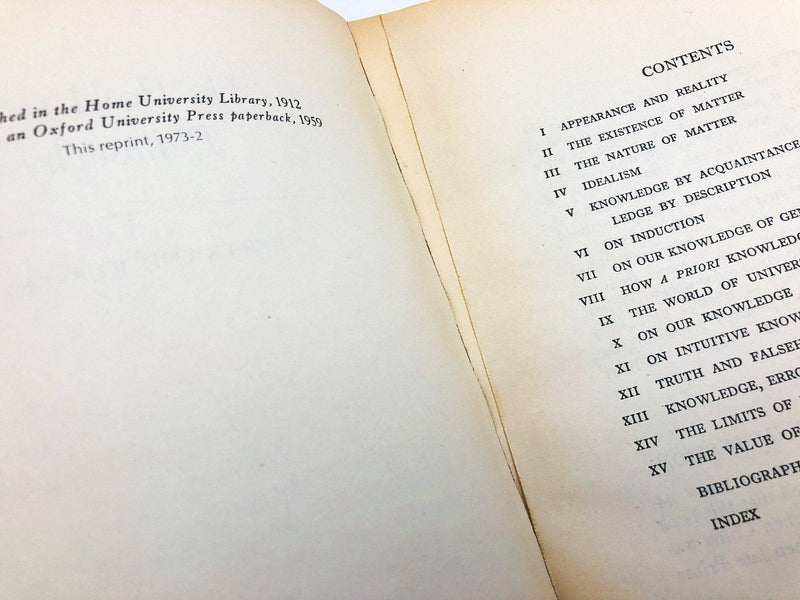 hed in the Home University Library, 1912
an Oxford University Press paperback, 1959
This reprint, 1973-2
CONTENTS
I APPEARANCE AND REALITY
II THE EXISTENCE OF MATTER
III THE NATURE OF MATTER
IV IDEALISM
V KNOWLEDGE BY ACQUAINTANCE
LEDGE BY DESCRIPTION
VI ON INDUCTION
VII ON OUR KNOWLEDGE OF GE
VIII HOW A PRIORI KNOWLED
IX THE WORLD OF UNIVER
X ON OUR KNOWLEDGE
XI ON INTUITIVE KNOW
XII TRUTH AND FALSEH
XIII KNOWLEDGE, ERRO
XIV THE LIMITS OF
XV THE VALUE OF
BIBLIOGRAPH
INDEX